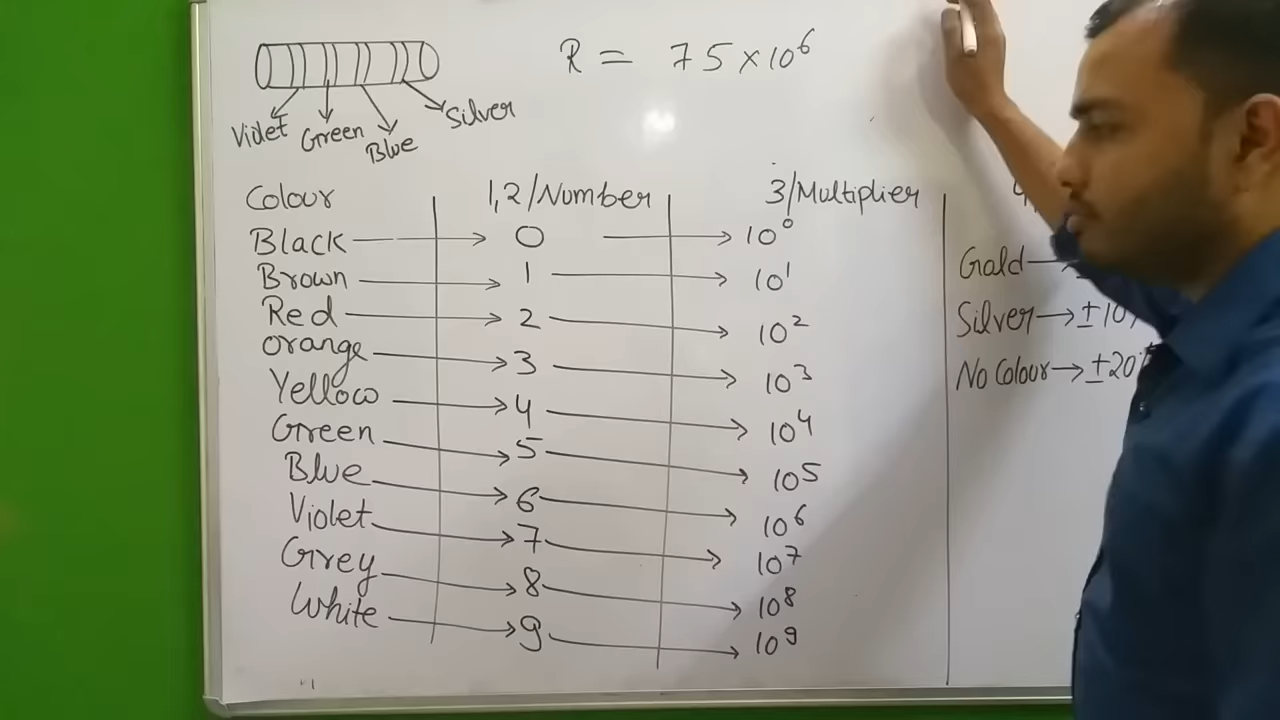 R = 75×10⁶
Violet Green Blue Silver
Colour 1,2/Number 3/Multiplier
Black → 0 → 10⁰
Brown → 1 → 10¹
Red → 2 → 10²
Orange → 3 → 10³
Yellow → 4 → 10⁴
Green → 5 → 10⁵
Blue → 6 → 10⁶
Violet → 7 → 10⁷
Grey → 8 → 10⁸
White → 9 → 10⁹
Gald → ±
Silver → ±10
No Colour → ±20